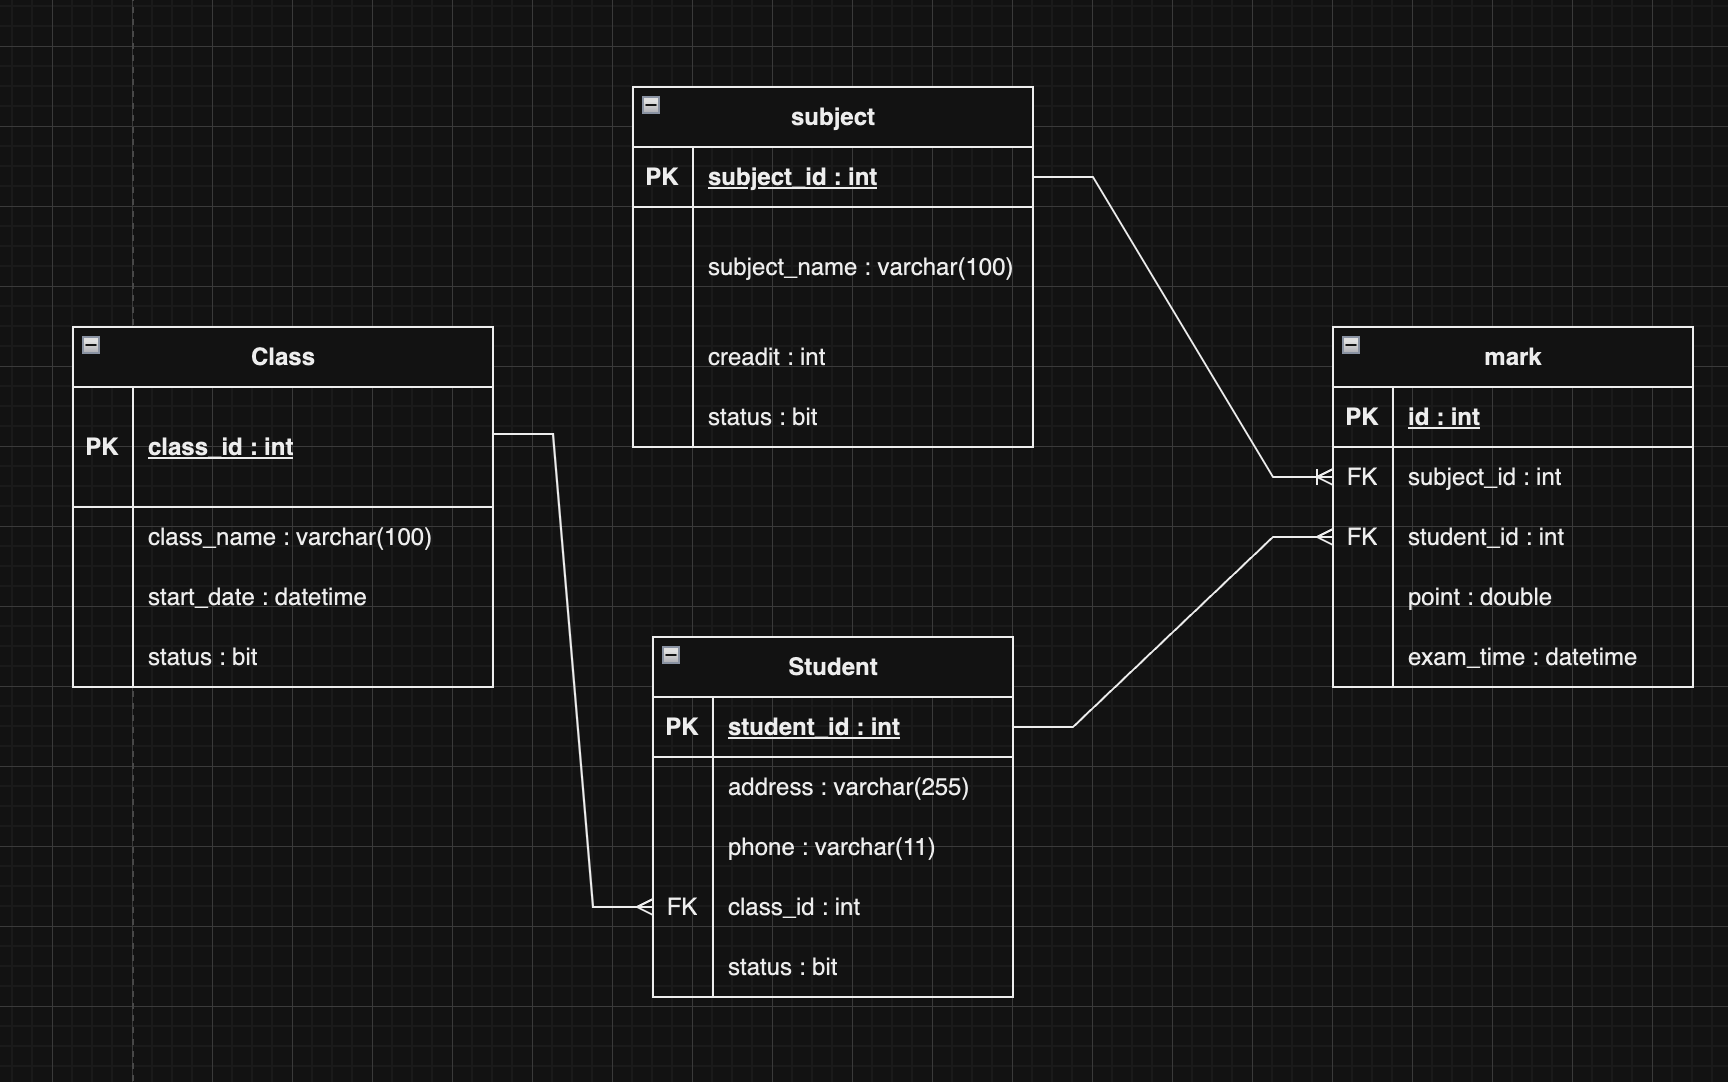 subject
PK subject_id : int
subject_name : varchar(100)
creadit : int
status : bit
Class
PK class_id : int
class_name : varchar(100)
start_date : datetime
status : bit
mark
PK id : int
FK subject_id : int
FK student_id : int
point : double
exam_time : datetime
Student
PK student_id : int
address : varchar(255)
phone : varchar(11)
FK class_id : int
status : bit